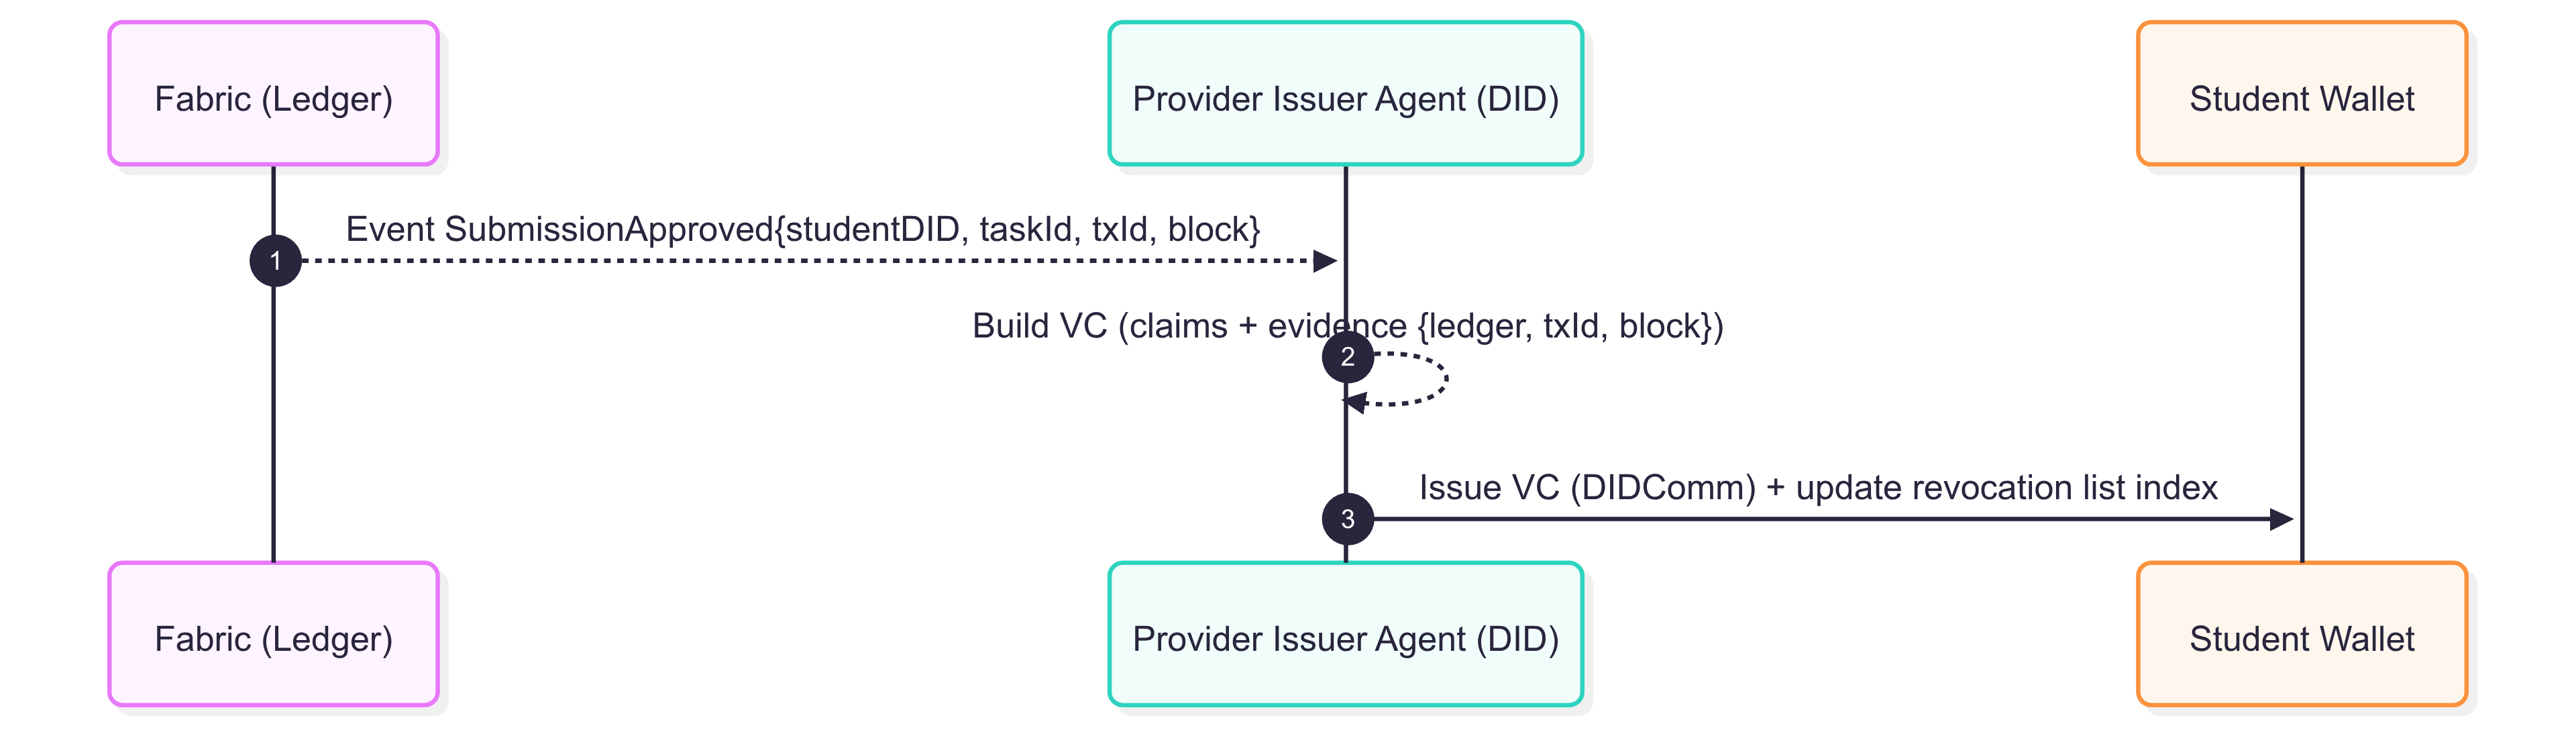 Fabric (Ledger)
Provider Issuer Agent (DID)
Student Wallet
Event SubmissionApproved{studentDID, taskId, txId, block}
1
Build VC (claims + evidence {ledger, txId, block})
2
Issue VC (DIDComm) + update revocation list index
3
Fabric (Ledger)
Provider Issuer Agent (DID)
Student Wallet